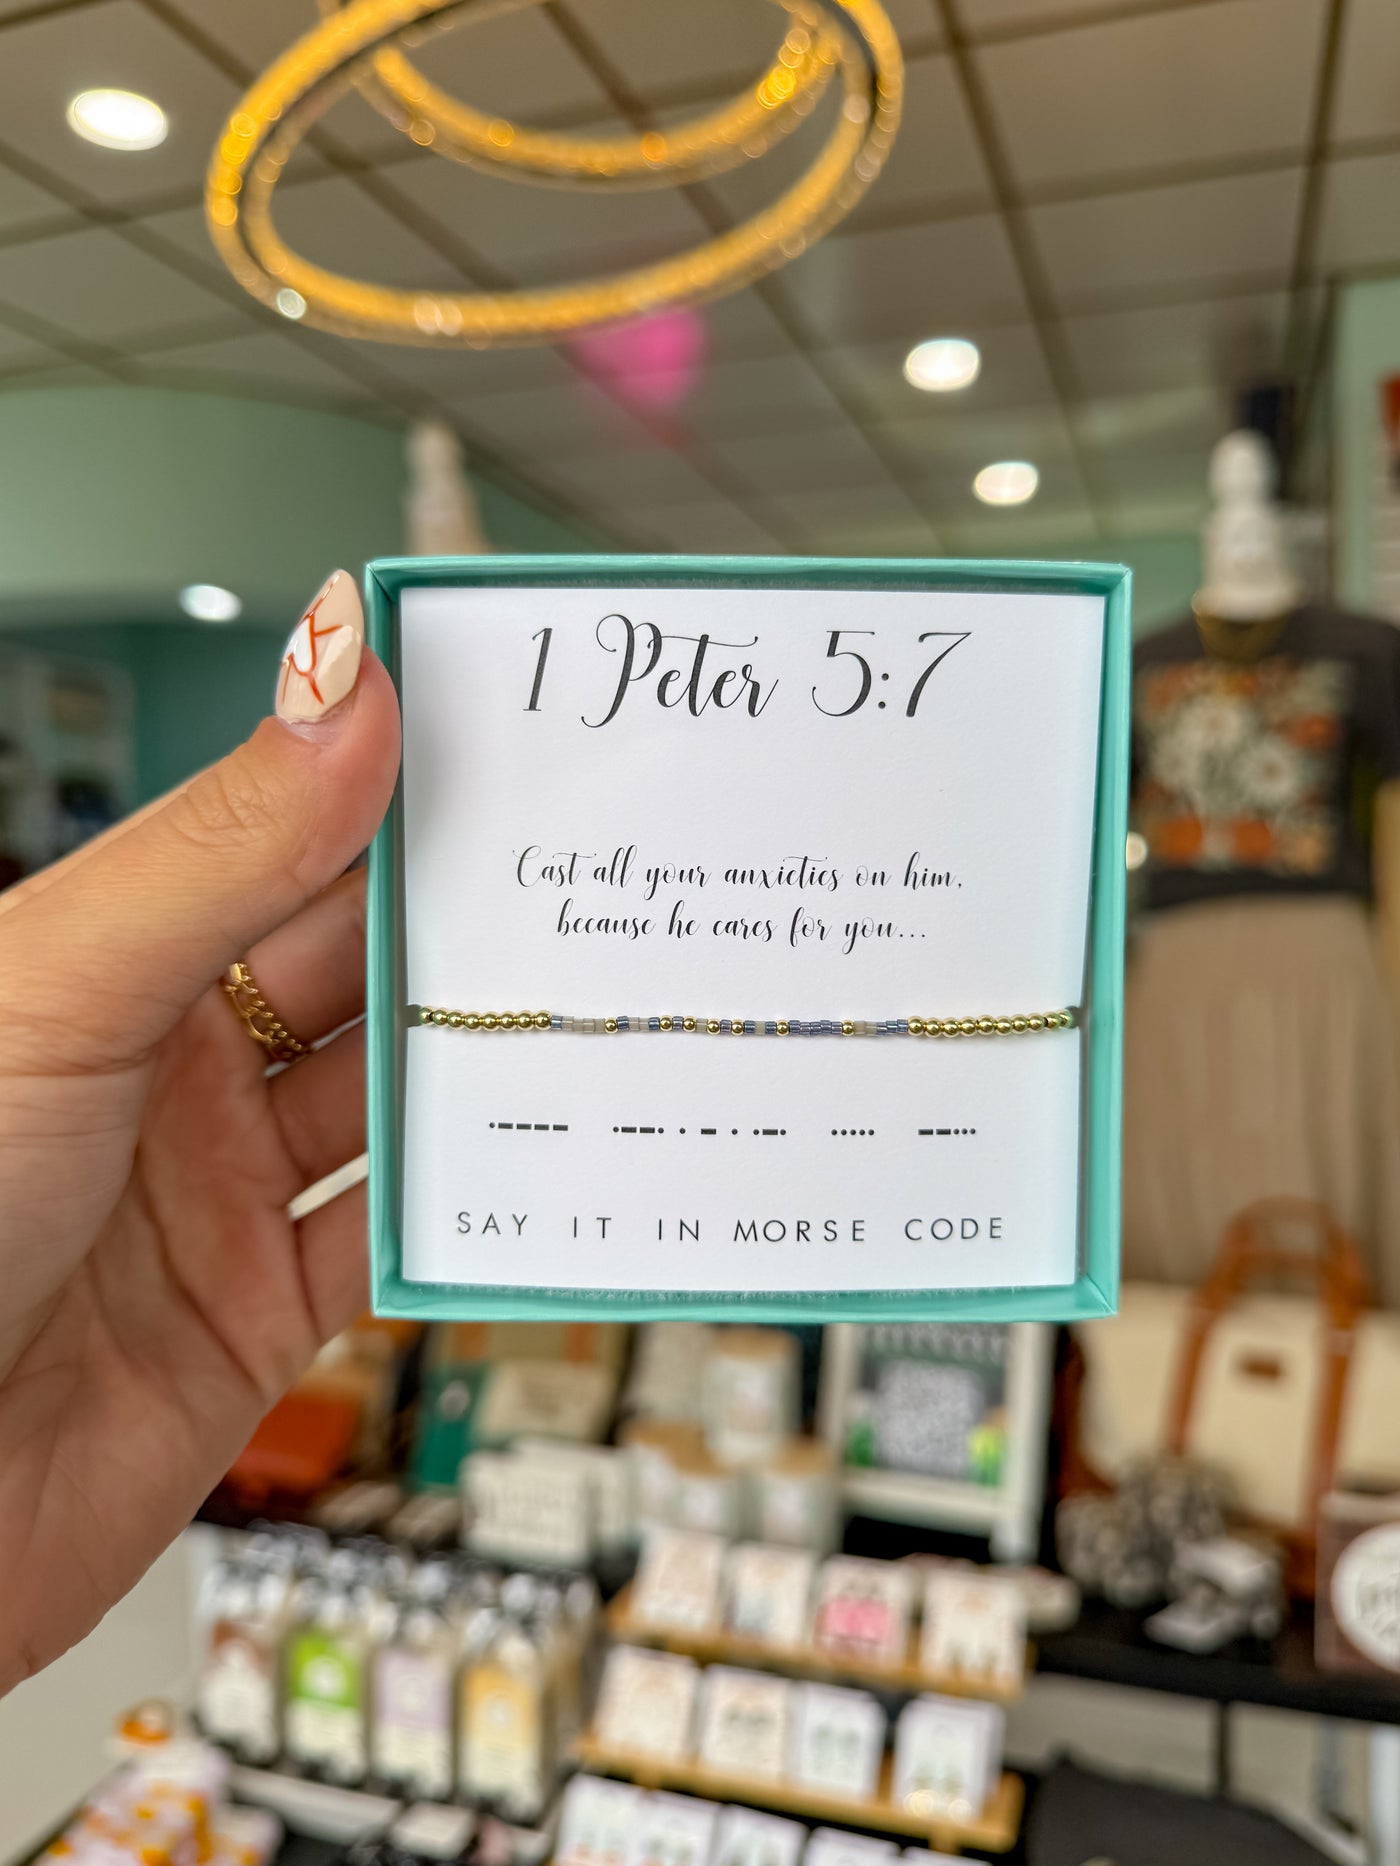 1 Peter 5:7
Cast all your anxieties on him,
because he cares for you...
SAY IT IN MORSE CODE